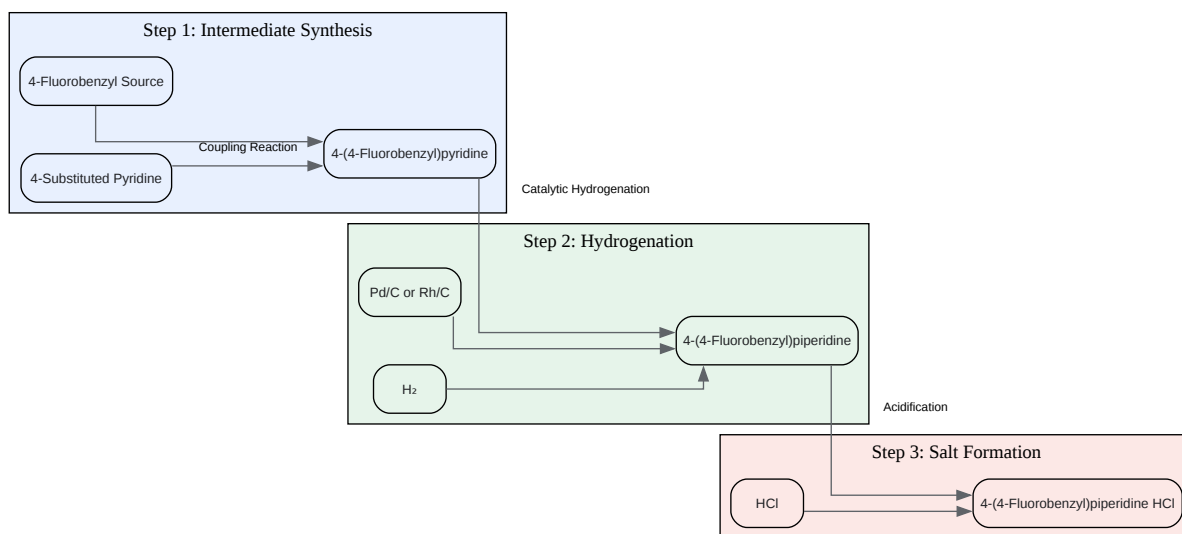 Step 1: Intermediate Synthesis
4-Fluorobenzyl Source
Coupling Reaction
4-(4-Fluorobenzyl)pyridine
4-Substituted Pyridine
Catalytic Hydrogenation
Step 2: Hydrogenation
Pd/C or Rh/C
4-(4-Fluorobenzyl)piperidine
H₂
Acidification
Step 3: Salt Formation
HCl
4-(4-Fluorobenzyl)piperidine HCl